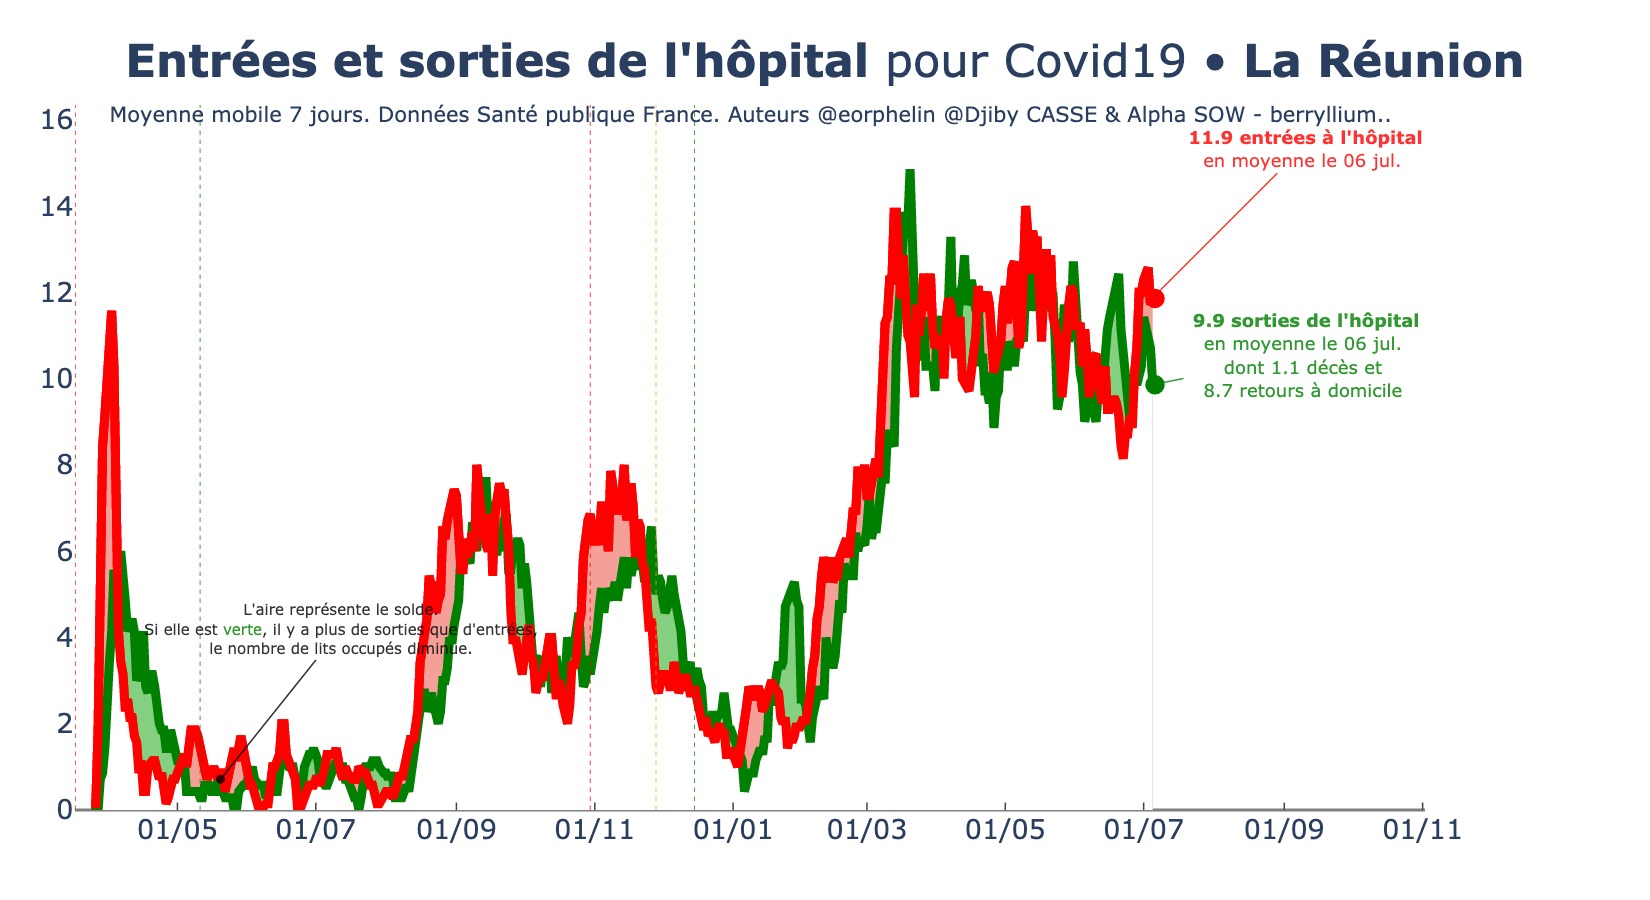 Entrées et sorties de l'hôpital pour Covid19 • La Réunion
Moyenne mobile 7 jours. Données Santé publique France. Auteurs @eorphelin @Djiby CASSE & Alpha SOW - berryllium..
16
14
12
10
8
6
4
2
0
11.9 entrées à l'hôpital
en moyenne le 06 jul.
9.9 sorties de l'hôpital
en moyenne le 06 jul.
dont 1.1 décès et
8.7 retours à domicile
L'aire représente le solde.
Si elle est verte, il y a plus de sorties que d'entrées,
le nombre de lits occupés diminue.
01/05 01/07 01/09 01/11 01/01 01/03 01/05 01/07 01/09 01/11